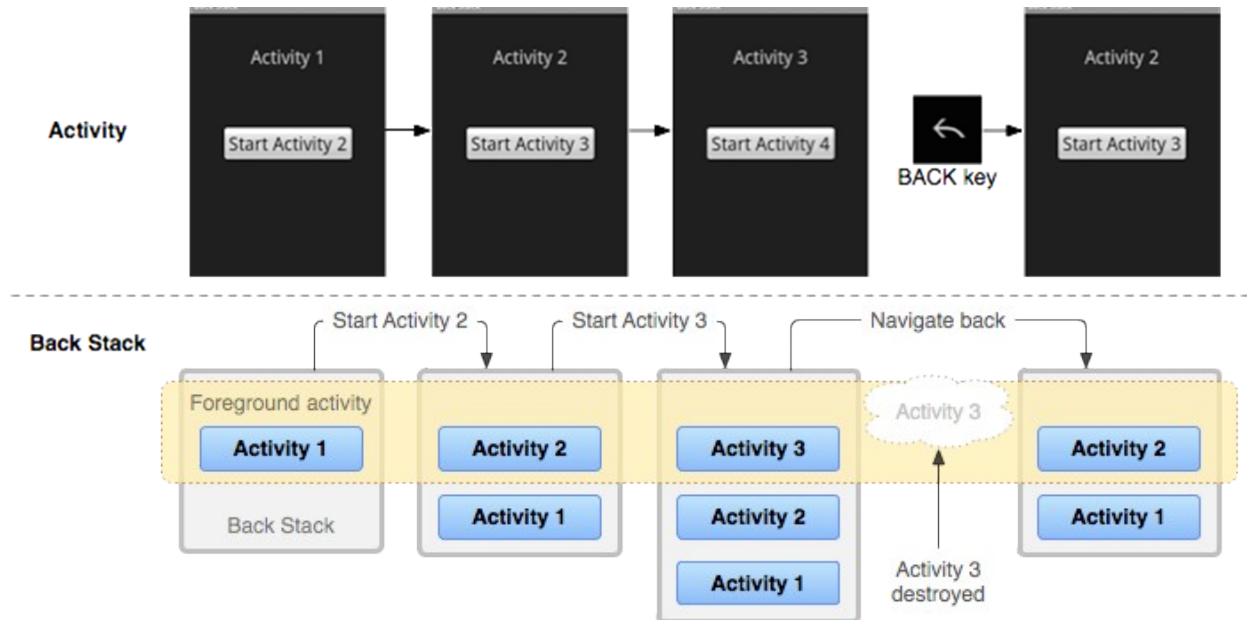 Activity 1
Activity 2
Activity 3
Activity 2
Activity
Start Activity 2
Start Activity 3
Start Activity 4
BACK key
Start Activity 3
Back Stack
Start Activity 2
Start Activity 3
Navigate back
Foreground activity
Activity 1
Back Stack
Activity 2
Activity 1
Activity 3
Activity 2
Activity 1
Activity 3
Activity 3
destroyed
Activity 2
Activity 1